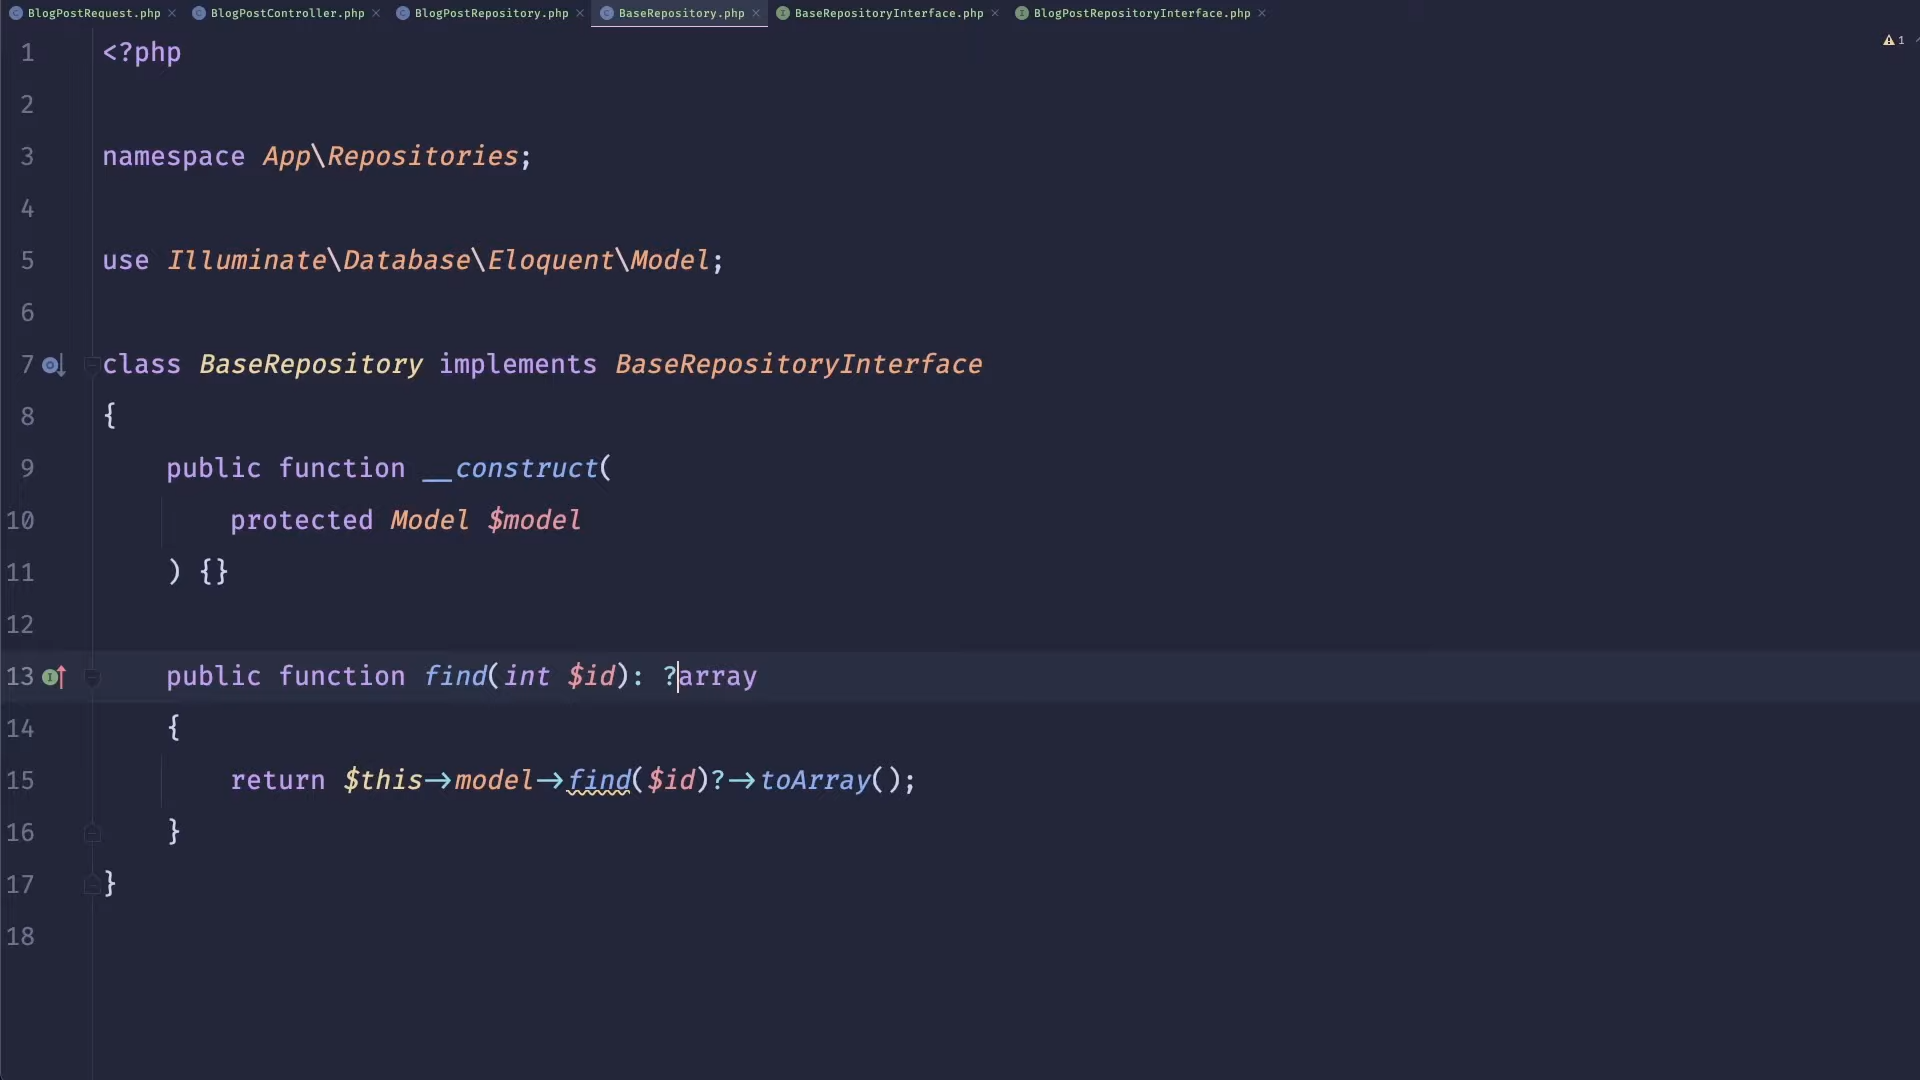 BlogPostRequest.php BlogPostController.php BlogPostRepository.php BaseRepository.php BaseRepositoryInterface.php BlogPostRepositoryInterface.php
1
1 <?php
2
3 namespace App\Repositories;
4
5 use Illuminate\Database\Eloquent\Model;
6
7 class BaseRepository implements BaseRepositoryInterface
8 {
9 public function __construct(
10 protected Model $model
11 ) {}
12
13 public function find(int $id): ?array
14 {
15 return $this->model->find($id)?->toArray();
16 }
17 }
18